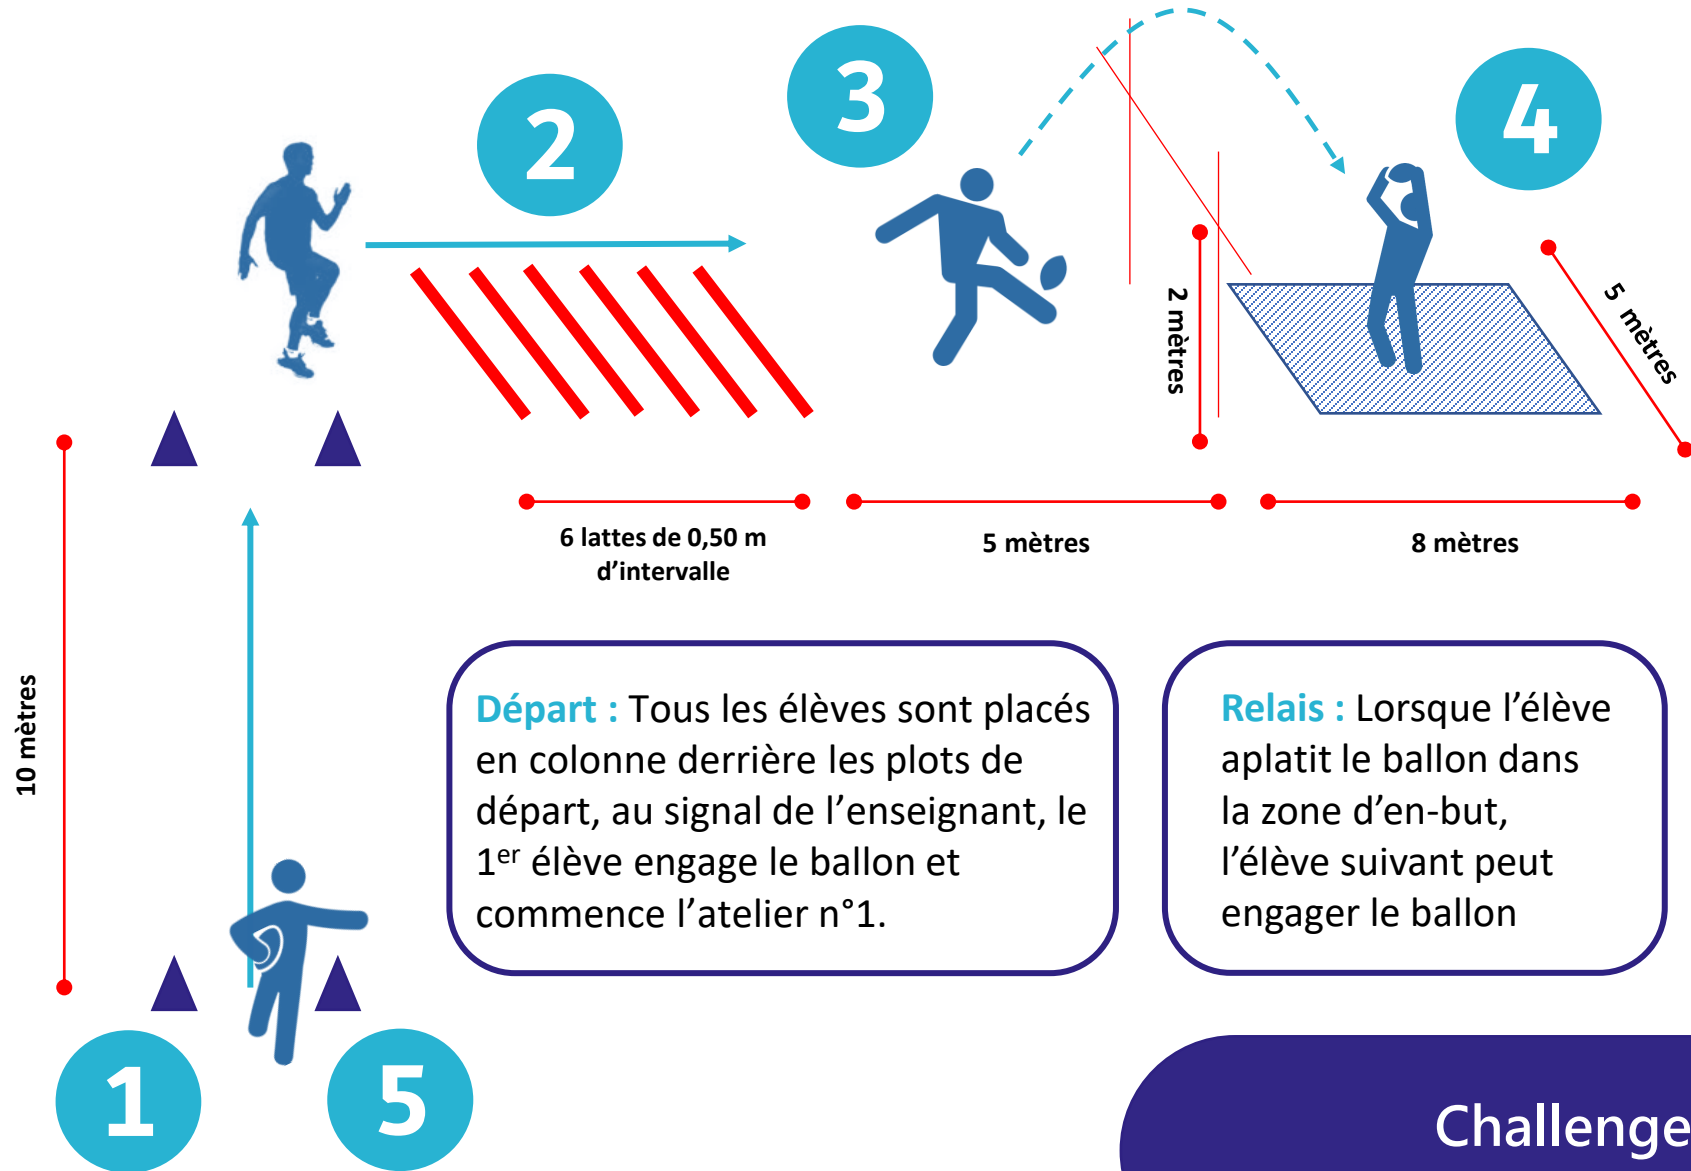 2
3
4
2 mètres
5 mètres
6 lattes de 0,50 m
d’intervalle
5 mètres
8 mètres
10 mètres
Départ : Tous les élèves sont placés
en colonne derrière les plots de
départ, au signal de l’enseignant, le
1er élève engage le ballon et
commence l’atelier n°1.
Relais : Lorsque l’élève
aplatit le ballon dans
la zone d’en-but,
l’élève suivant peut
engager le ballon
1
5
Challenge